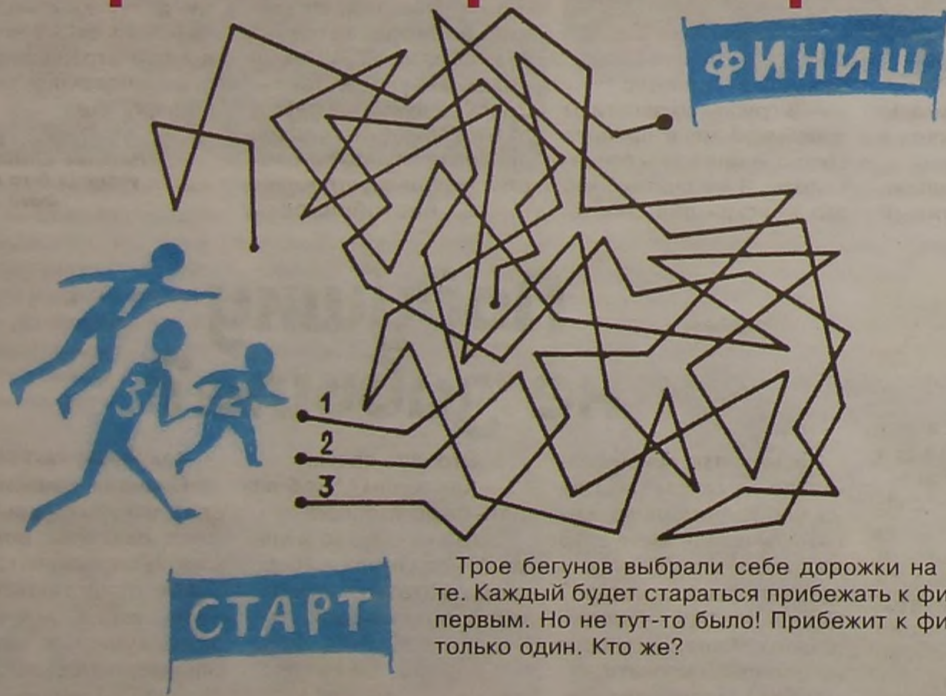 ФИНИШ
1
3
2
1
2
3
СТАРТ
Трое бегунов выбрали себе дорожки на
те. Каждый будет стараться прибежать к фи
первым. Но не тут-то было! Прибежит к фи
только один. Кто же?